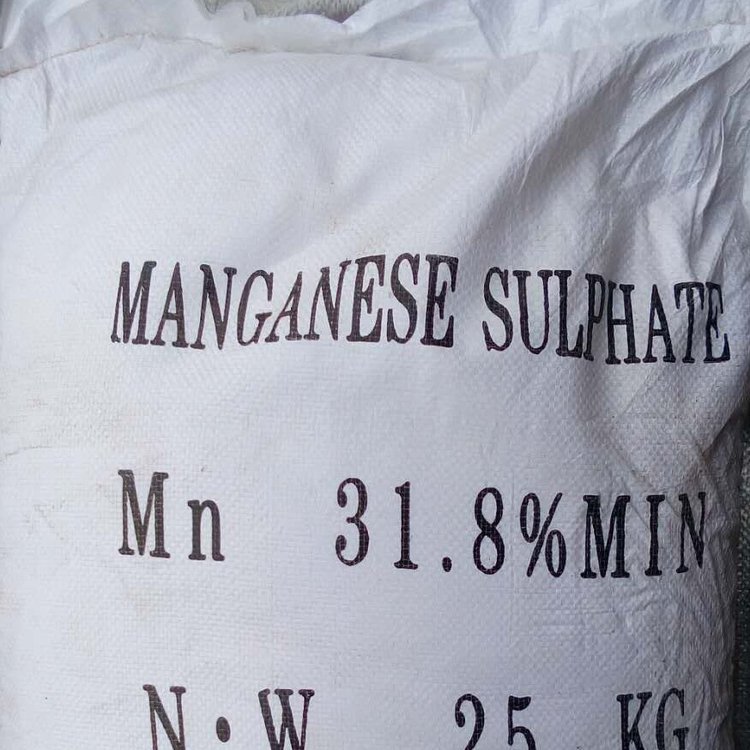 MANGANESE SULPHATE
Mn 31.8%MIN
N·W 25 KG